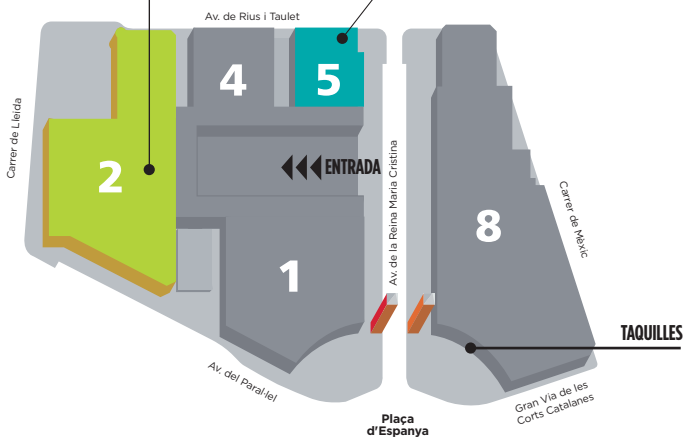 Av. de Rius i Taulet
4
5
Carrer de Lleida
ENTRADA
2
Av. de la Reina Maria Cristina
Carrer de Mèxic
8
1
TAQUILLES
Av. del Paral·lel
Gran Via de les
Corts Catalanes
Plaça
d'Espanya